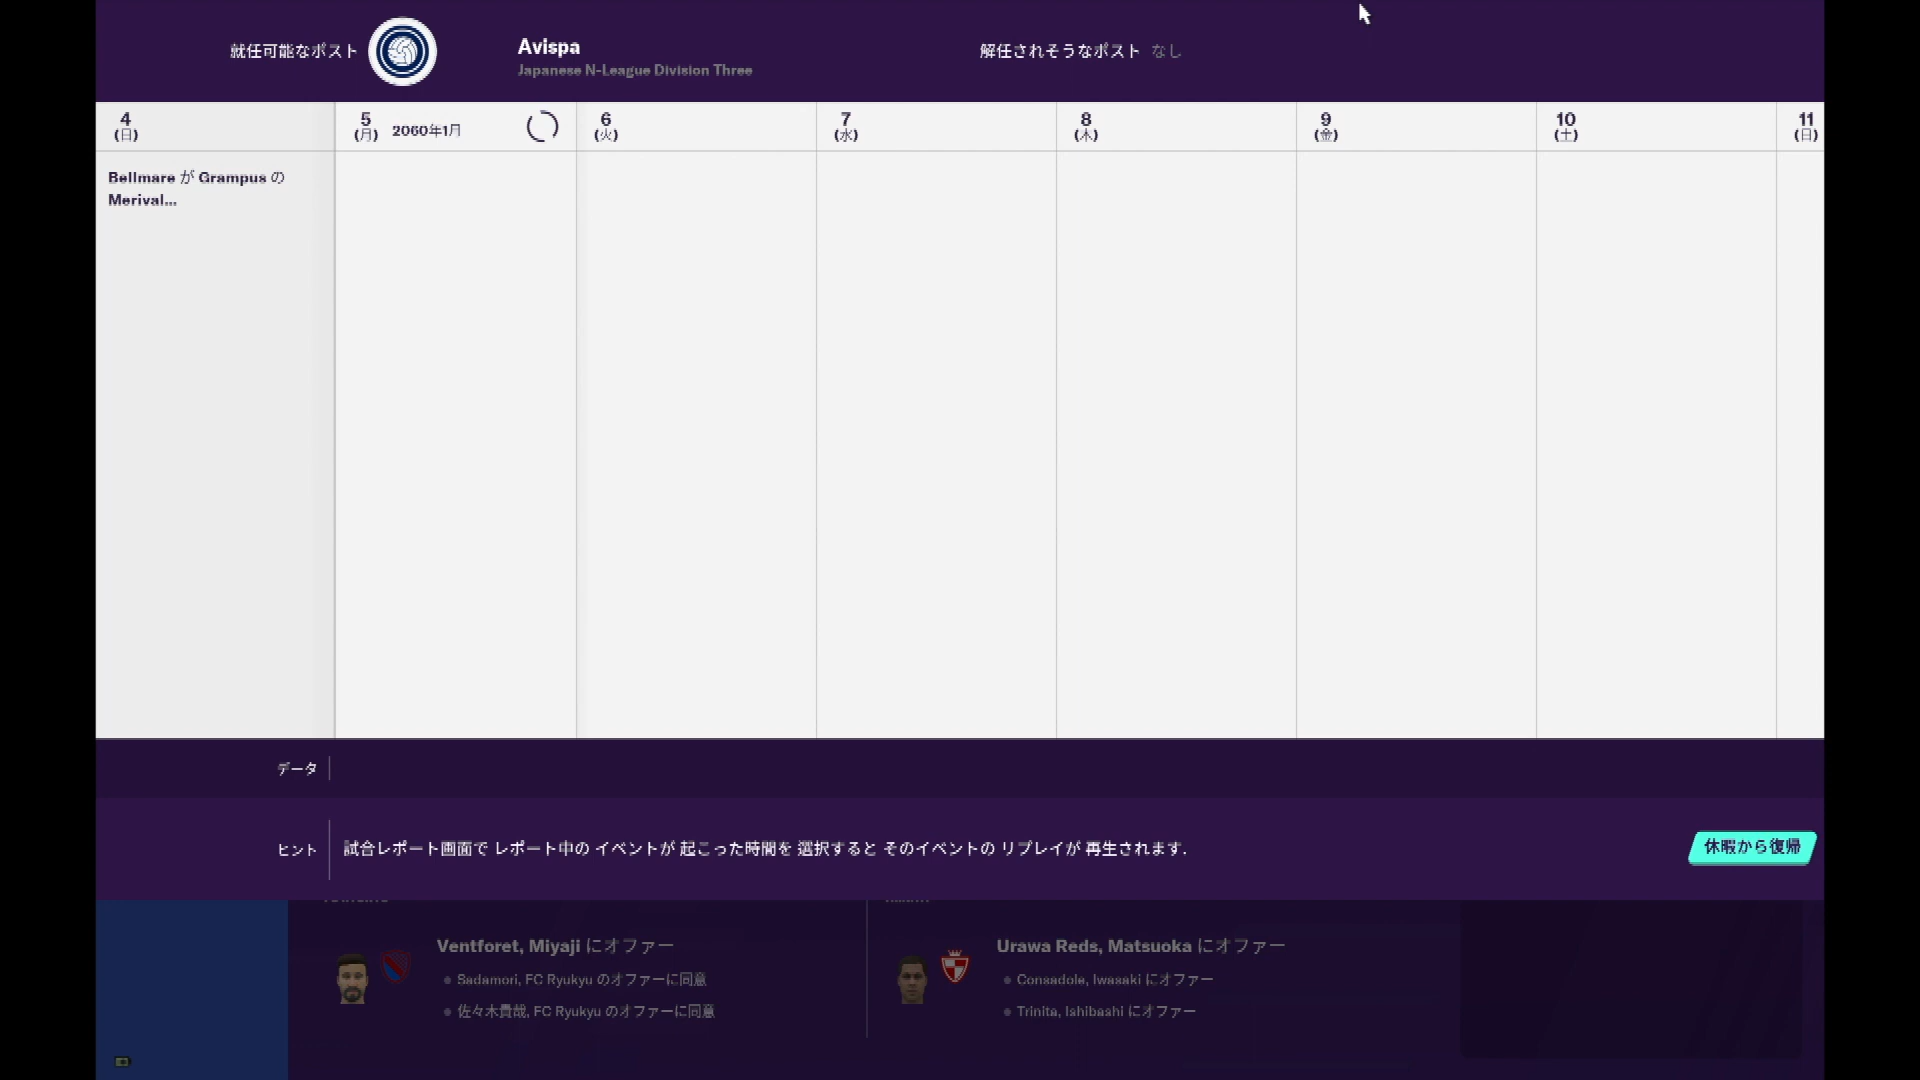 就任可能なポスト
Avispa
Japanese N-League Division Three
解任されそうなポスト なし
4
(日)
5
(月) 2060年1月
6
(火)
7
(水)
8
(木)
9
(金)
10
(土)
11
(日)
Bellmare が Grampus の
Merival...
データ
ヒント
試合レポート画面で レポート中の イベントが 起こった時間を 選択すると そのイベントの リプレイが 再生されます.
休暇から復帰
Ventforet, Miyaji にオファー
Sadamori, FC Ryukyu のオファーに同意
佐々木貴哉, FC Ryukyu のオファーに同意
Urawa Reds, Matsuoka にオファー
Consadole, Iwasaki にオファー
Trinita, Ishibashi にオファー